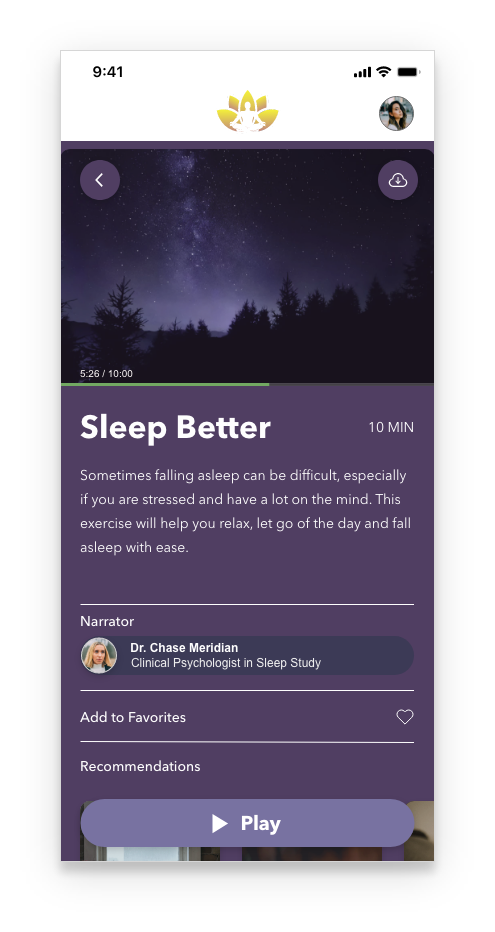 9:41
5:26 / 10:00
Sleep Better
10 MIN
Sometimes falling asleep can be difficult, especially
if you are stressed and have a lot on the mind. This
exercise will help you relax, let go of the day and fall
asleep with ease.
Narrator
Dr. Chase Meridian
Clinical Psychologist in Sleep Study
Add to Favorites
Recommendations
Play